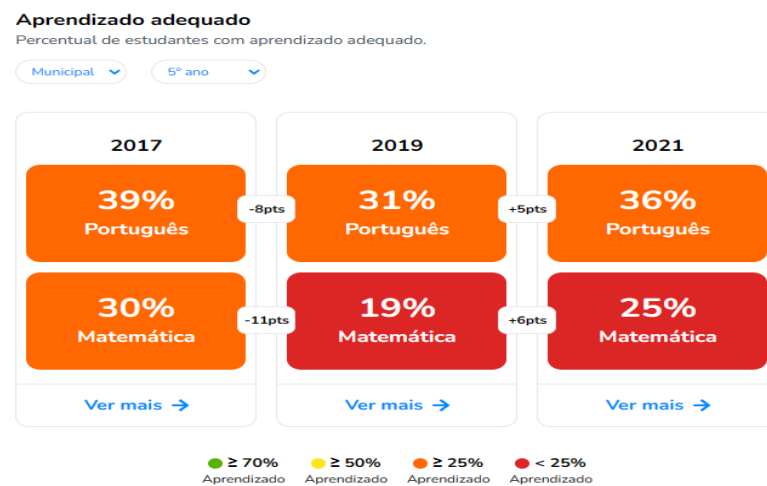 Aprendizado adequado
Percentual de estudantes com aprendizado adequado.
Municipal 5º ano
2017 2019 2021
39% 31% 36%
Português -8pts Português +5pts Português
30% 19% 25%
Matemática -11pts Matemática +6pts Matemática
Ver mais → Ver mais → Ver mais →
≥ 70% ≥ 50% ≥ 25% < 25%
Aprendizado Aprendizado Aprendizado Aprendizado